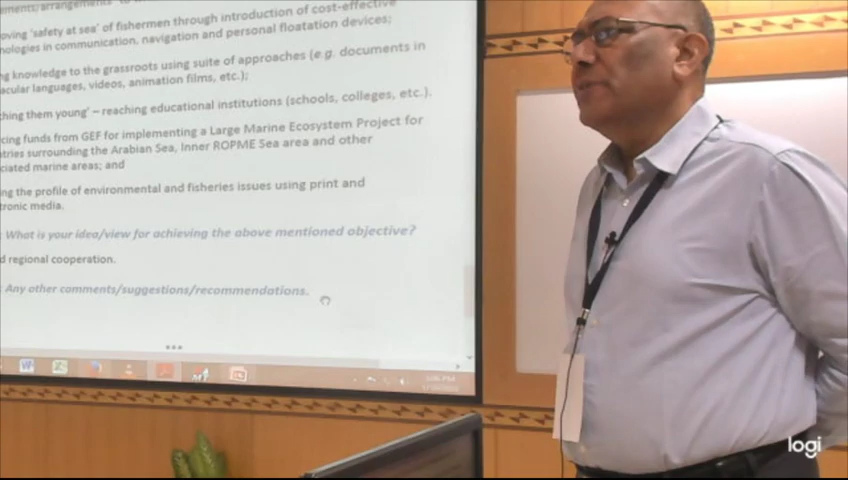 oving 'safety at sea' of fishermen through introduction of cost-effective
nologies in communication, navigation and personal floatation devices;
ng knowledge to the grassroots using suite of approaches (e.g. documents in
acular languages, videos, animation films, etc.);
ching them young' – reaching educational institutions (schools, colleges, etc.).
cing funds from GEF for implementing a Large Marine Ecosystem Project for
ntries surrounding the Arabian Sea, Inner ROPME Sea area and other
ciated marine areas; and
ing the profile of environmental and fisheries issues using print and
tronic media.
: What is your idea/view for achieving the above mentioned objective?
d regional cooperation.
: Any other comments/suggestions/recommendations.
logi